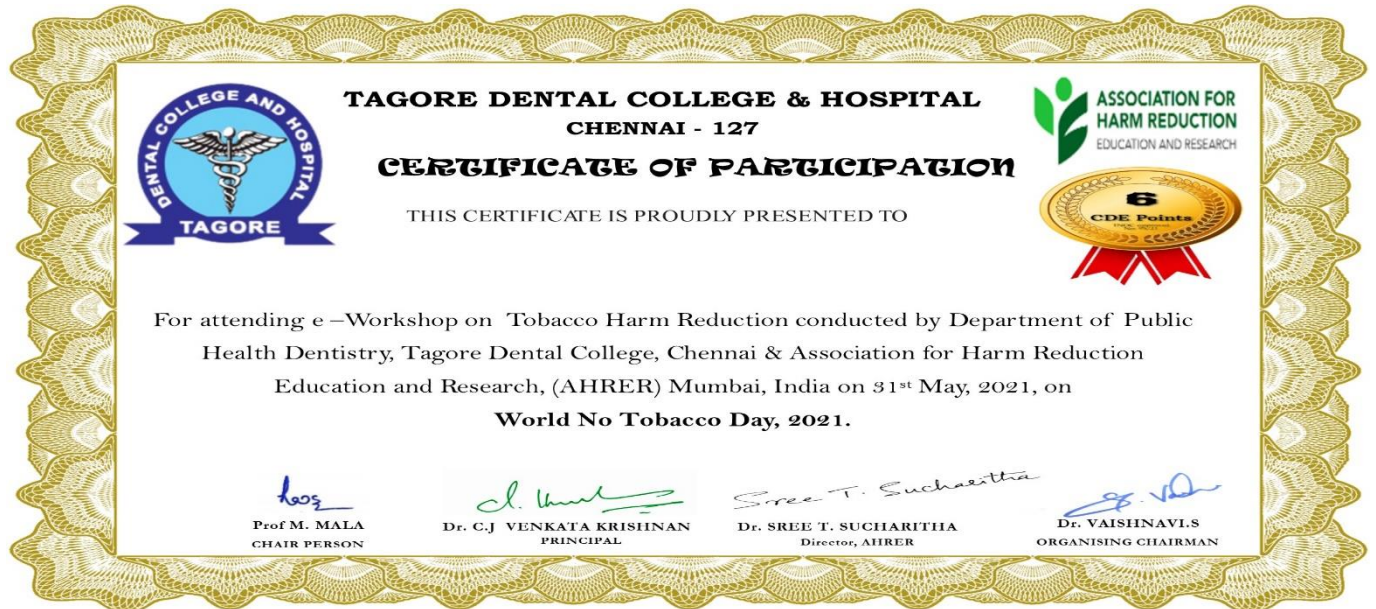 DENTAL COLLEGE AND HOSPITAL
TAGORE
TAGORE DENTAL COLLEGE & HOSPITAL
CHENNAI - 127
CERTIFICATE OF PARTICIPATION
THIS CERTIFICATE IS PROUDLY PRESENTED TO
ASSOCIATION FOR
HARM REDUCTION
EDUCATION AND RESEARCH
6
CDE Points
For attending e –Workshop on Tobacco Harm Reduction conducted by Department of Public
Health Dentistry, Tagore Dental College, Chennai & Association for Harm Reduction
Education and Research, (AHRER) Mumbai, India on 31st May, 2021, on
World No Tobacco Day, 2021.
Sree T. Sucharitha
Prof M. MALA
CHAIR PERSON
Dr. C.J VENKATA KRISHNAN
PRINCIPAL
Dr. SREE T. SUCHARITHA
Director, AHRER
Dr. VAISHNAVI.S
ORGANISING CHAIRMAN